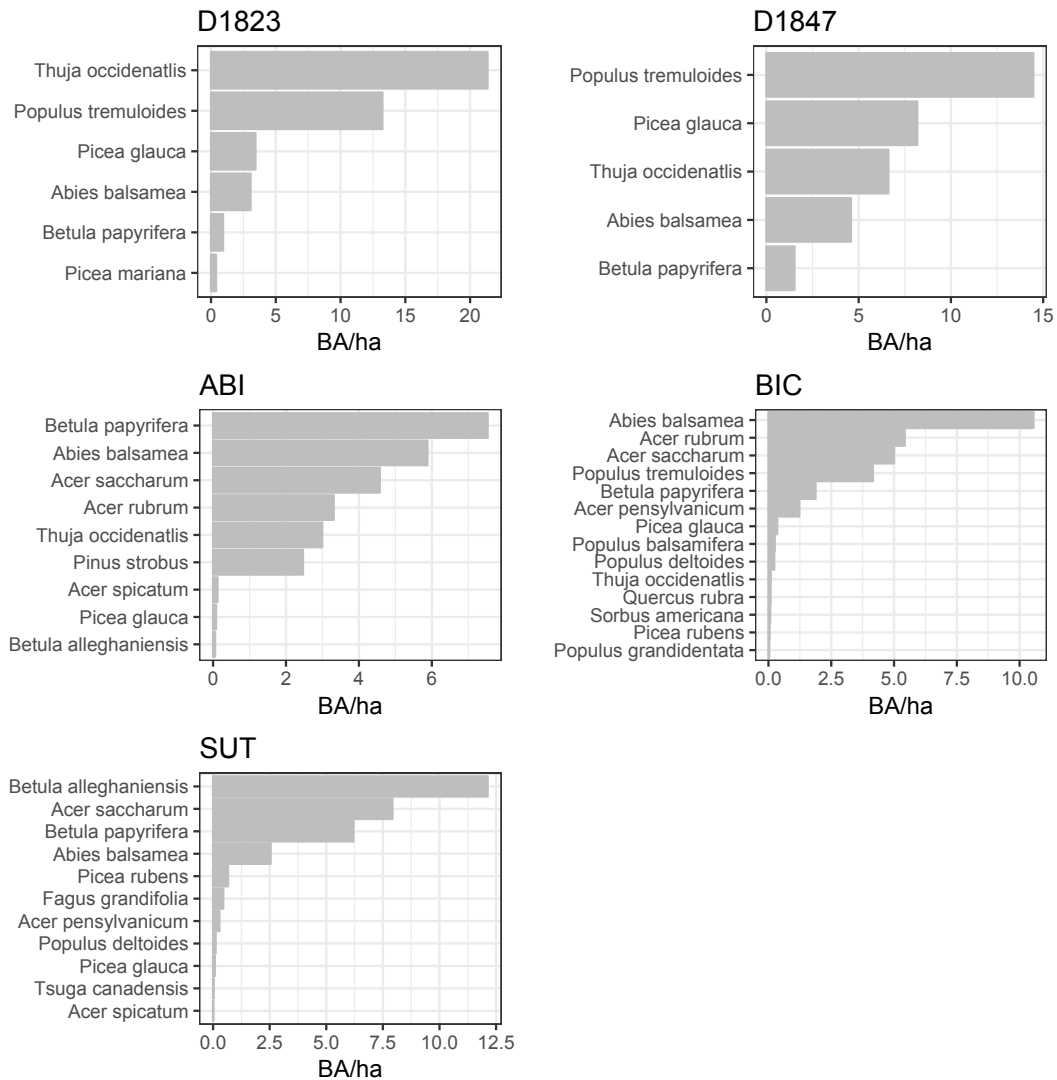 D1823
Thuja occidenatlis
Populus tremuloides
Picea glauca
Abies balsamea
Betula papyrifera
Picea mariana
0 5 10 15 20
BA/ha
D1847
Populus tremuloides
Picea glauca
Thuja occidenatlis
Abies balsamea
Betula papyrifera
0 5 10 15
BA/ha
ABI
Betula papyrifera
Abies balsamea
Acer saccharum
Acer rubrum
Thuja occidenatlis
Pinus strobus
Acer spicatum
Picea glauca
Betula alleghaniensis
0 2 4 6
BA/ha
BIC
Abies balsamea
Acer rubrum
Acer saccharum
Populus tremuloides
Betula papyrifera
Acer pensylvanicum
Picea glauca
Populus balsamifera
Populus deltoides
Thuja occidenatlis
Quercus rubra
Sorbus americana
Picea rubens
Populus grandidentata
0.0 2.5 5.0 7.5 10.0
BA/ha
SUT
Betula alleghaniensis
Acer saccharum
Betula papyrifera
Abies balsamea
Picea rubens
Fagus grandifolia
Acer pensylvanicum
Populus deltoides
Picea glauca
Tsuga canadensis
Acer spicatum
0.0 2.5 5.0 7.5 10.0 12.5
BA/ha